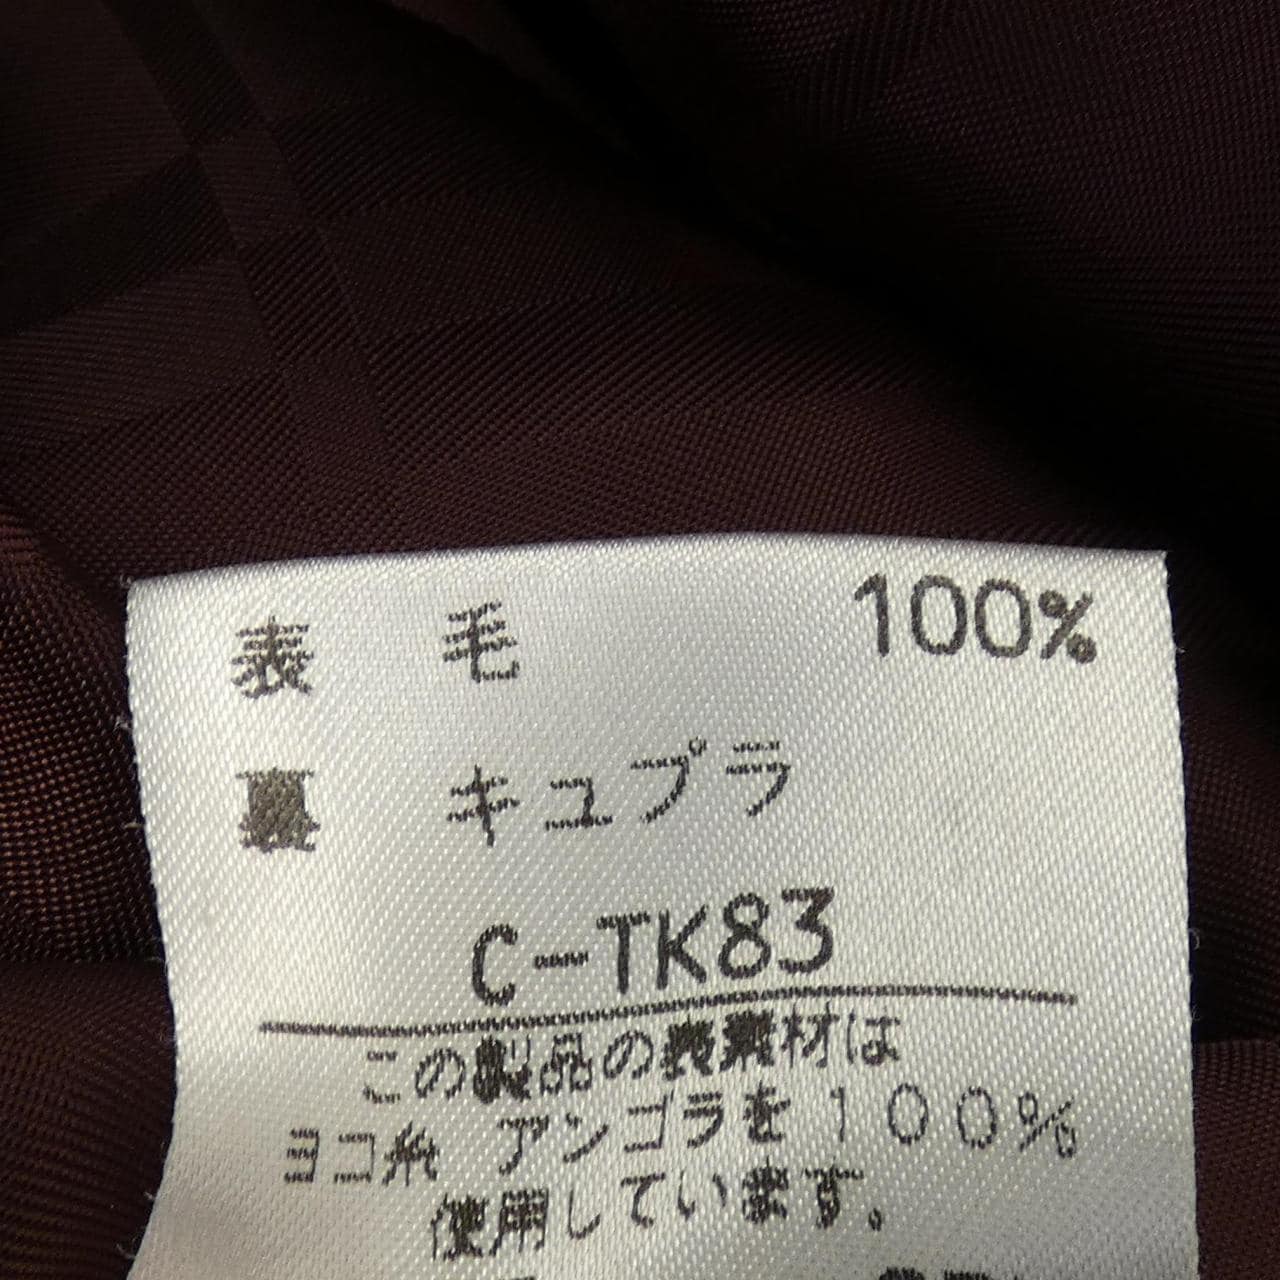 表 毛 100%
裏 キュプラ
C-TK83
この製品の表素材は
ヨコ糸 アンゴラを100%
使用しています。